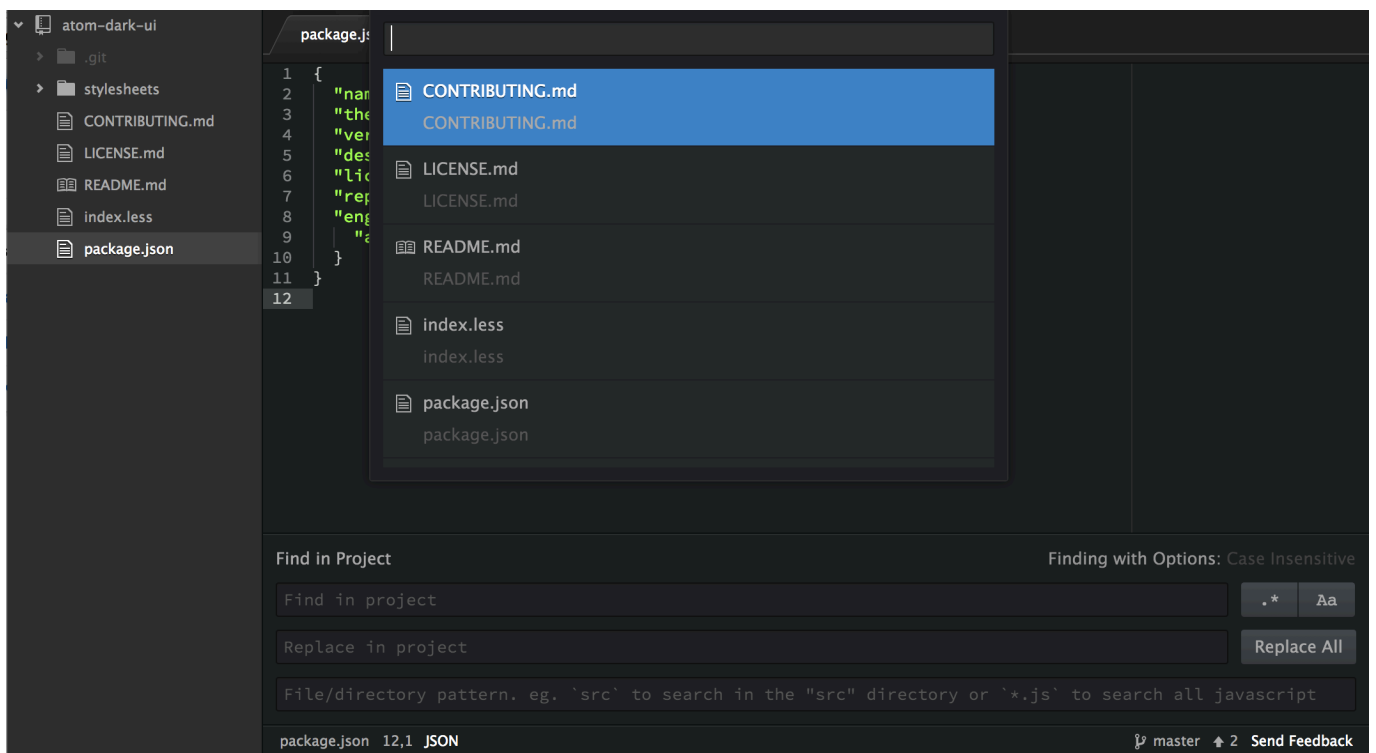 atom-dark-ui
.git
stylesheets
CONTRIBUTING.md
LICENSE.md
README.md
index.less
package.json
package.js
1 {
2 "nam
3 "the
4 "ver
5 "des
6 "lic
7 "rep
8 "eng
9 "a
10 }
11 }
12
CONTRIBUTING.md
CONTRIBUTING.md
LICENSE.md
LICENSE.md
README.md
README.md
index.less
index.less
package.json
package.json
Find in Project
Finding with Options: Case Insensitive
Find in project
.* Aa
Replace in project
Replace All
File/directory pattern. eg. `src` to search in the "src" directory or `*.js` to search all javascript
package.json 12,1 JSON
master 2 Send Feedback